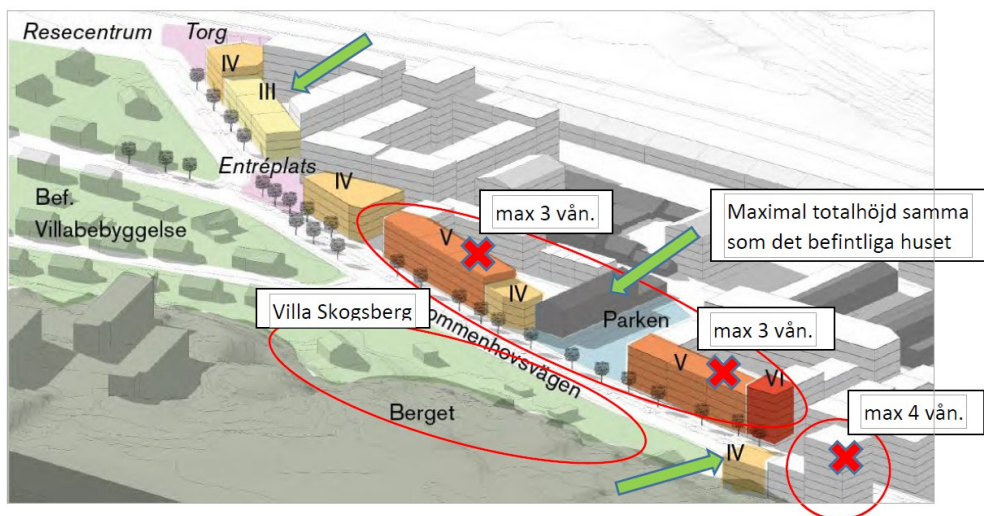 Resecentrum
Torg
IV
III
Entréplats
IV
max 3 vån.
Maximal totalhöjd samma
som det befintliga huset
Bef.
Villabebyggelse
V
IV
Villa Skogsberg
Parken
max 3 vån.
ommenhovsvägen
V
VI
Berget
max 4 vån.
IV